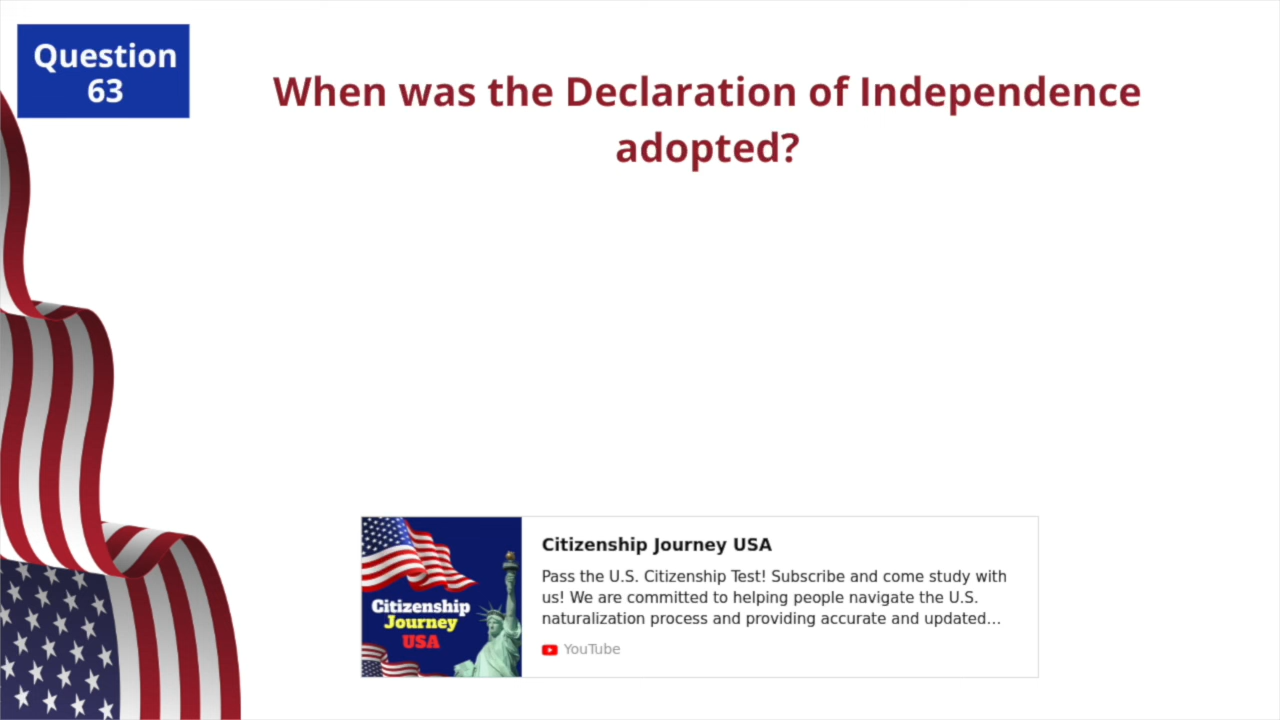 Question
63
When was the Declaration of Independence
adopted?
Citizenship
Journey
USA
Citizenship Journey USA
Pass the U.S. Citizenship Test! Subscribe and come study with
us! We are committed to helping people navigate the U.S.
naturalization process and providing accurate and updated...
YouTube